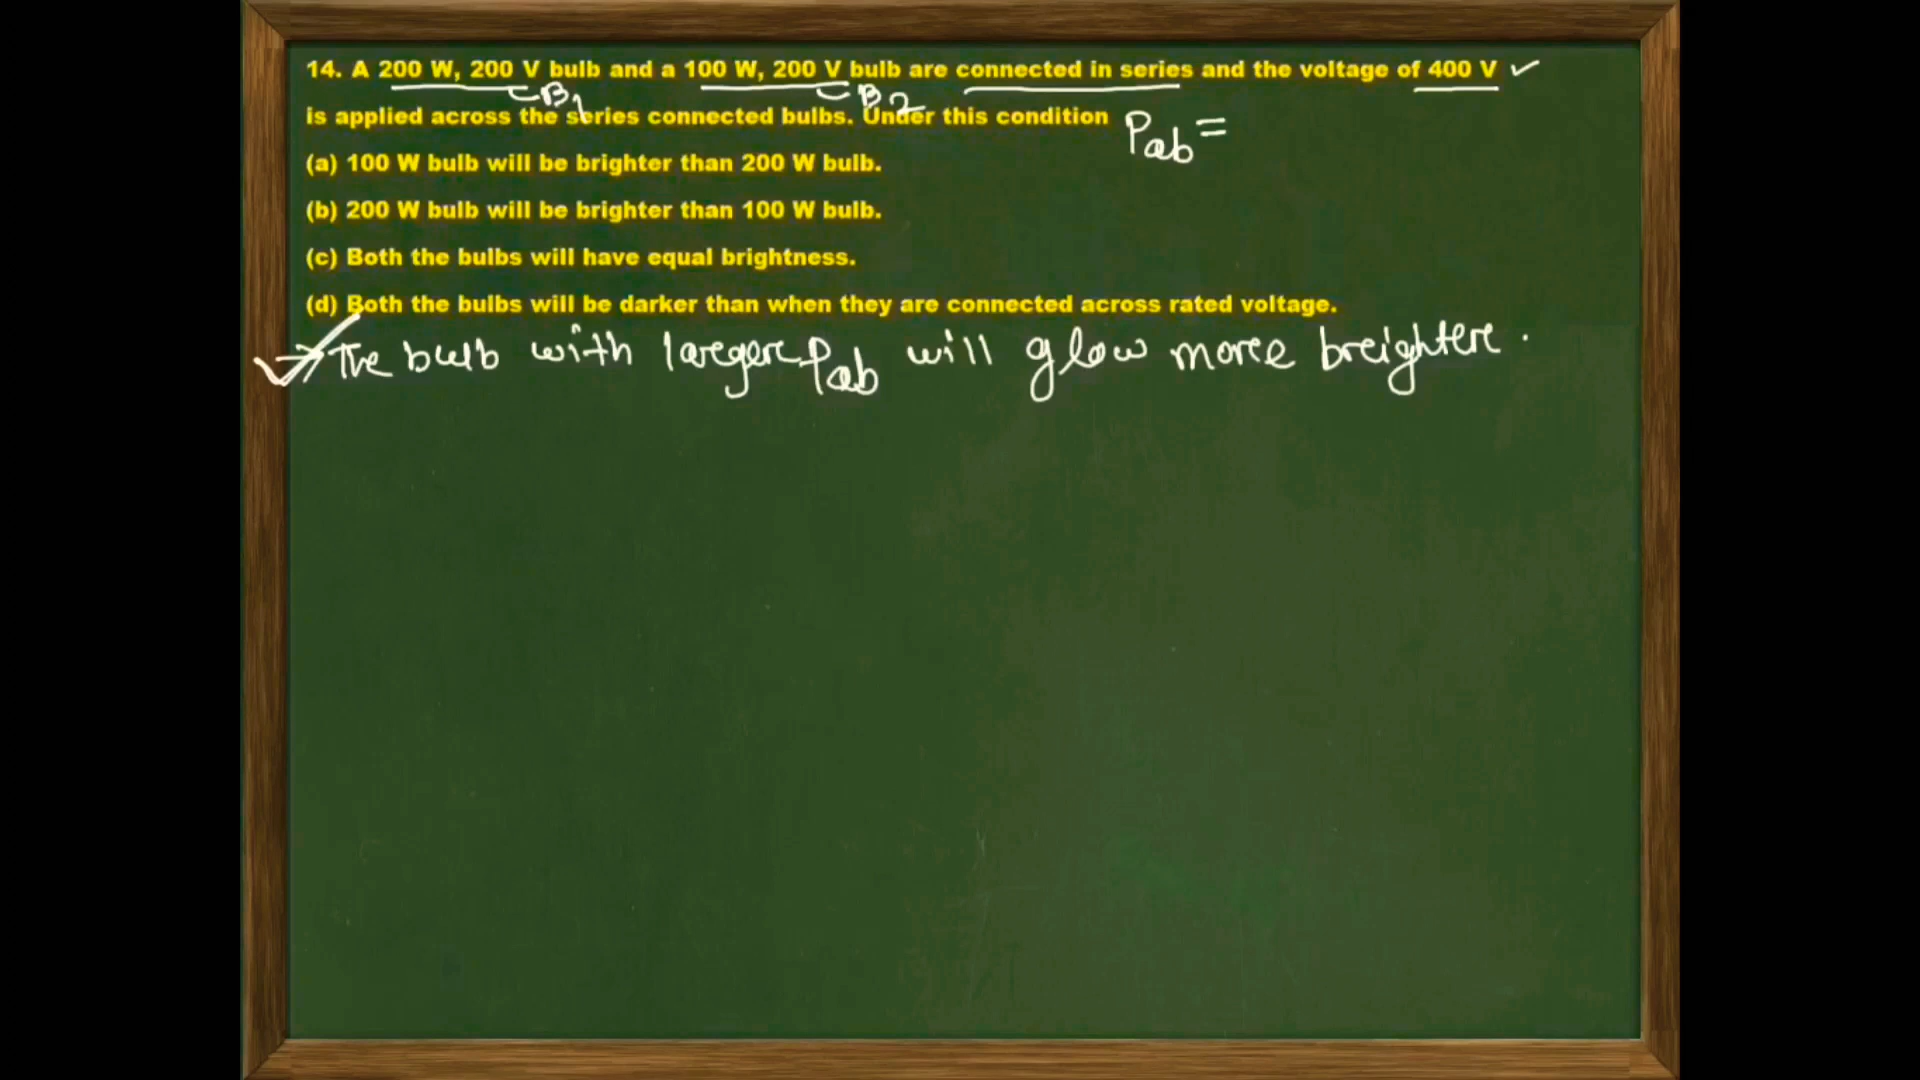 14. A 200 W, 200 V bulb and a 100 W, 200 V bulb are connected in series and the voltage of 400 V
B1 B2
is applied across the series connected bulbs. Under this condition
Pab =
(a) 100 W bulb will be brighter than 200 W bulb.
(b) 200 W bulb will be brighter than 100 W bulb.
(c) Both the bulbs will have equal brightness.
(d) Both the bulbs will be darker than when they are connected across rated voltage.
The bulb with larger Pab will glow more brighter.